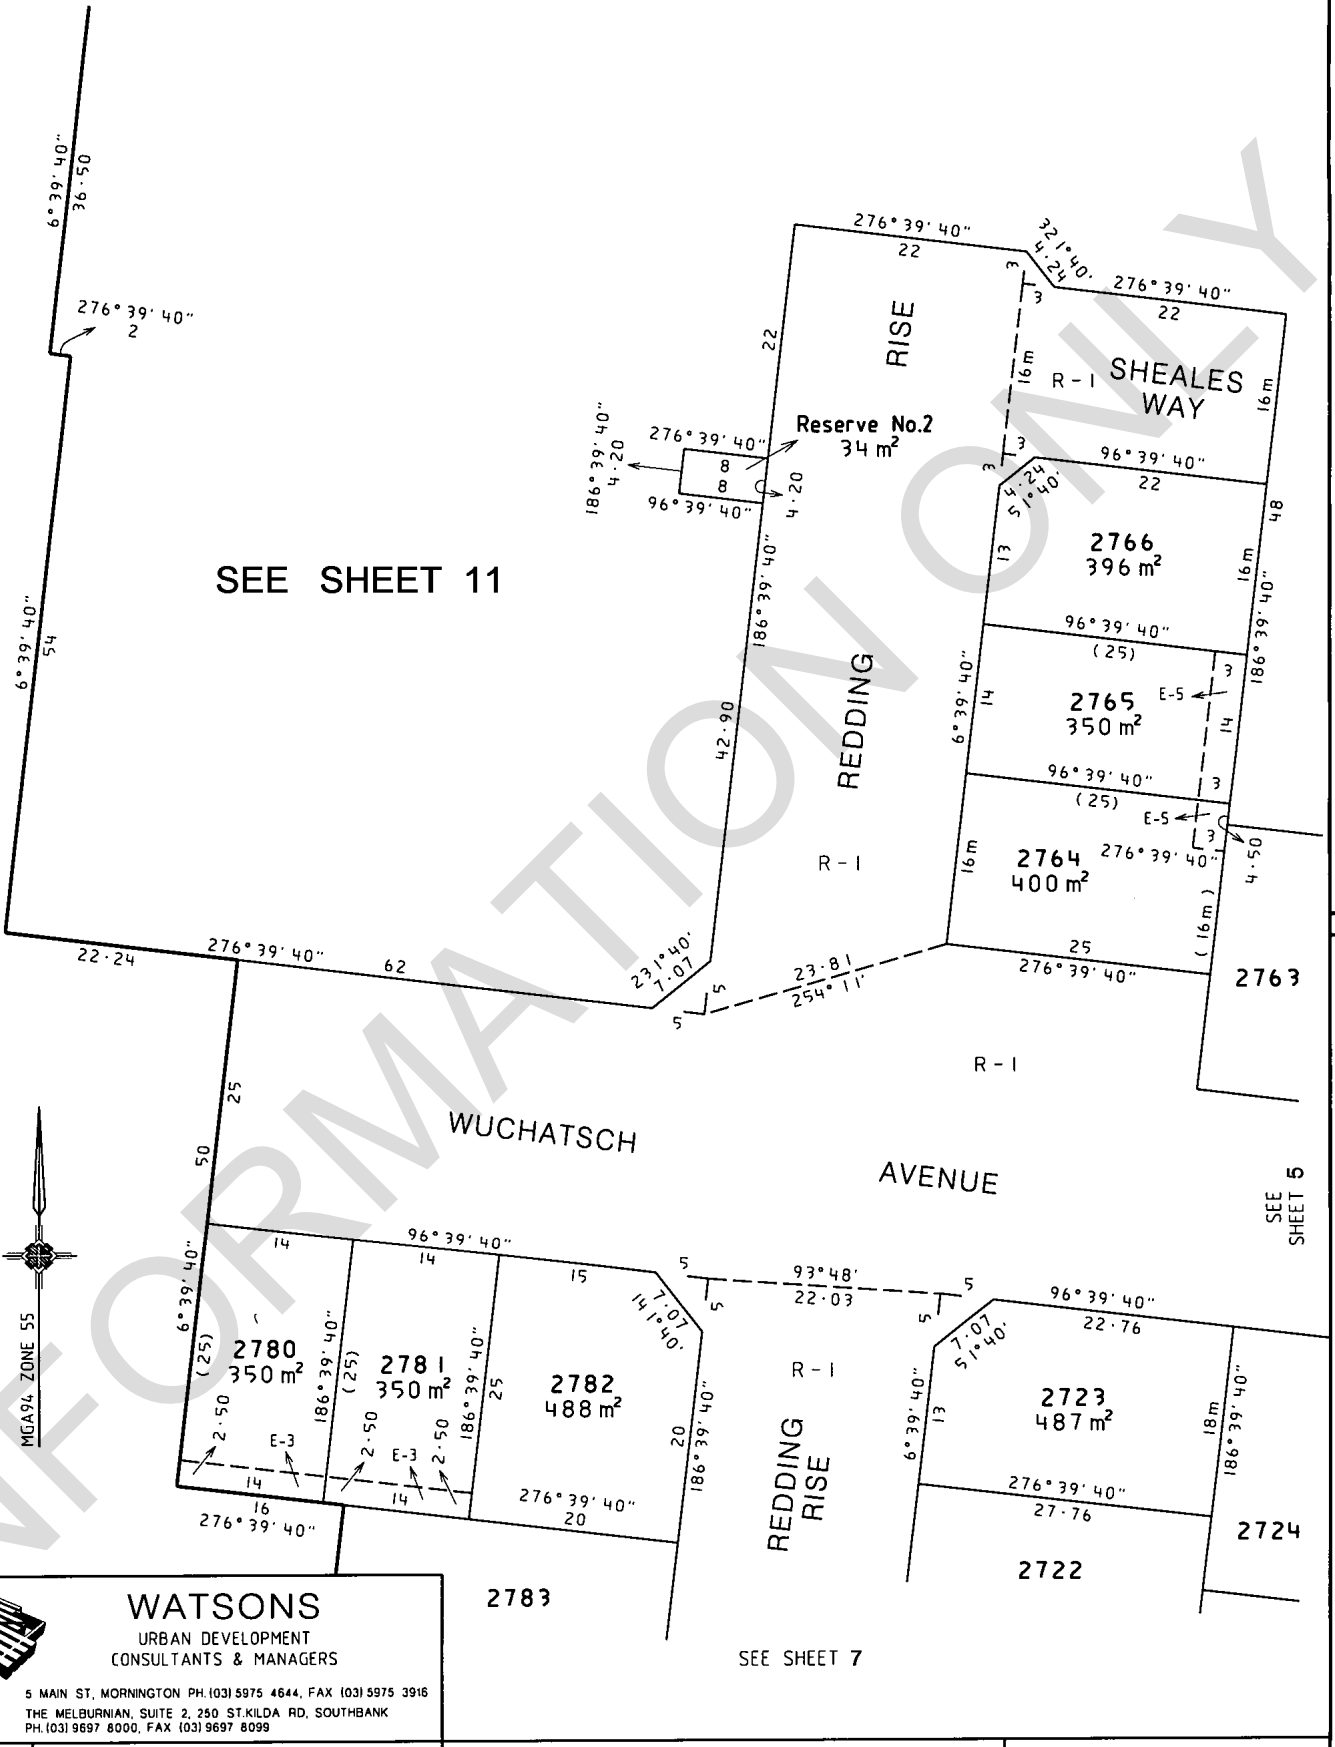 6°39'40"
36·50
276°39'40"
2
276°39'40"
22
321°40'
4·24
276°39'40"
22
3
3
22
RISE
16m
R-1
SHEALES
WAY
16m
Reserve No.2
34 m²
276°39'40"
8
8
96°39'40"
186°39'40"
4·20
4·20
3
3
4·24
51°40'
96°39'40"
22
48
SEE SHEET 11
186°39'40"
42·90
13
2766
396 m²
16m
186°39'40"
6°39'40"
54
96°39'40"
(25)
REDDING
6°39'40"
14
2765
350 m²
E-5
3
14
3
96°39'40"
(25)
E-5
3
4·50
R-1
16m
2764
400 m²
276°39'40"
(16m)
25
276°39'40"
2763
22·24
276°39'40"
62
231°40'
7·07
5
5
23·81
254°11'
R-1
25
50
WUCHATSCH
AVENUE
SEE
SHEET 5
MGA94 ZONE 55
6°39'40"
(25)
14
96°39'40"
14
15
7·07
141°40'
5
5
93°48'
22·03
5
5
7·07
51°40'
96°39'40"
22·76
2780
350 m²
186°39'40"
(25)
2781
350 m²
186°39'40"
25
2782
488 m²
20
186°39'40"
R-1
REDDING
RISE
6°39'40"
13
2723
487 m²
18m
186°39'40"
2·50
E-3
2·50
E-3
2·50
14
14
16
276°39'40"
276°39'40"
20
276°39'40"
27·76
2724
2783
2722
SEE SHEET 7
WATSONS
URBAN DEVELOPMENT
CONSULTANTS & MANAGERS
5 MAIN ST, MORNINGTON PH.(03) 5975 4644, FAX (03) 5975 3916
THE MELBURNIAN, SUITE 2, 250 ST.KILDA RD, SOUTHBANK
PH.(03) 9697 8000, FAX (03) 9697 8099
INFORMATION ONLY